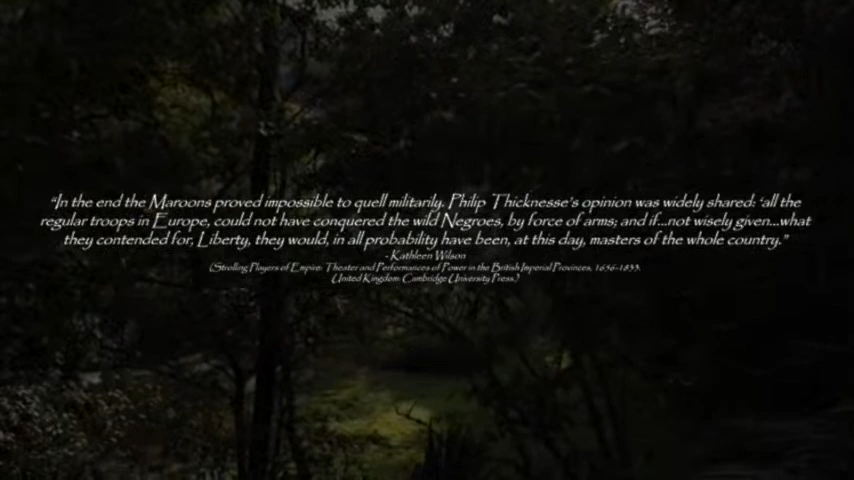 “In the end the Maroons proved impossible to quell militarily. Philip Thicknesse's opinion was widely shared: ‘all the
regular troops in Europe, could not have conquered the wild Negroes, by force of arms; and if...not wisely given...what
they contended for, Liberty, they would, in all probability have been, at this day, masters of the whole country.”
- Kathleen Wilson
(Strolling Players of Empire: Theater and Performances of Power in the British Imperial Provinces, 1656-1833.
United Kingdom: Cambridge University Press.)